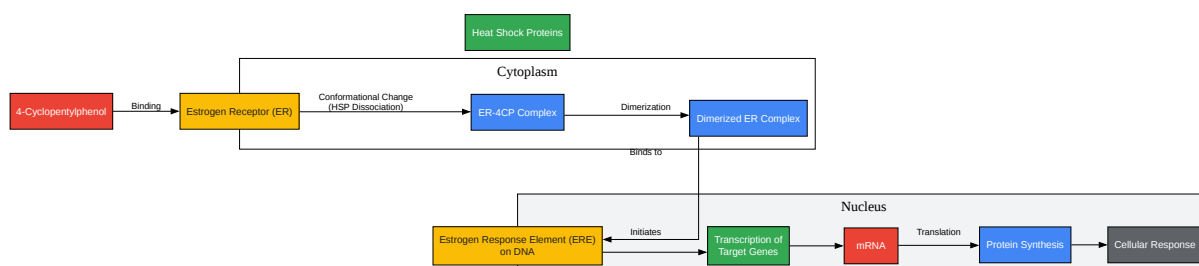 Heat Shock Proteins
Cytoplasm
4-Cyclopentylphenol
Binding
Estrogen Receptor (ER)
Conformational Change
(HSP Dissociation)
ER-4CP Complex
Dimerization
Dimerized ER Complex
Binds to
Nucleus
Estrogen Response Element (ERE)
on DNA
Initiates
Transcription of
Target Genes
mRNA
Translation
Protein Synthesis
Cellular Response